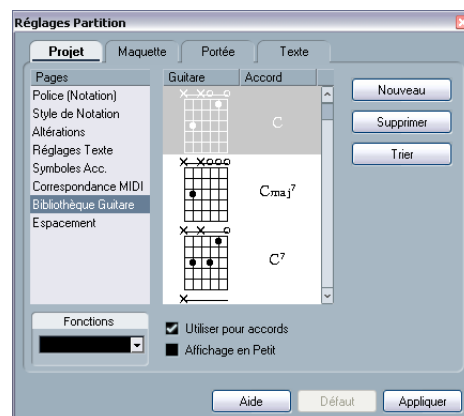 Réglages Partition
Projet Maquette Portée Texte
Pages
Police (Notation)
Style de Notation
Altérations
Réglages Texte
Symboles Acc.
Correspondance MIDI
Bibliothèque Guitare
Espacement
Fonctions
Guitare Accord
C
Cmaj7
C7
Utiliser pour accords
Affichage en Petit
Nouveau
Supprimer
Trier
Aide Défaut Appliquer